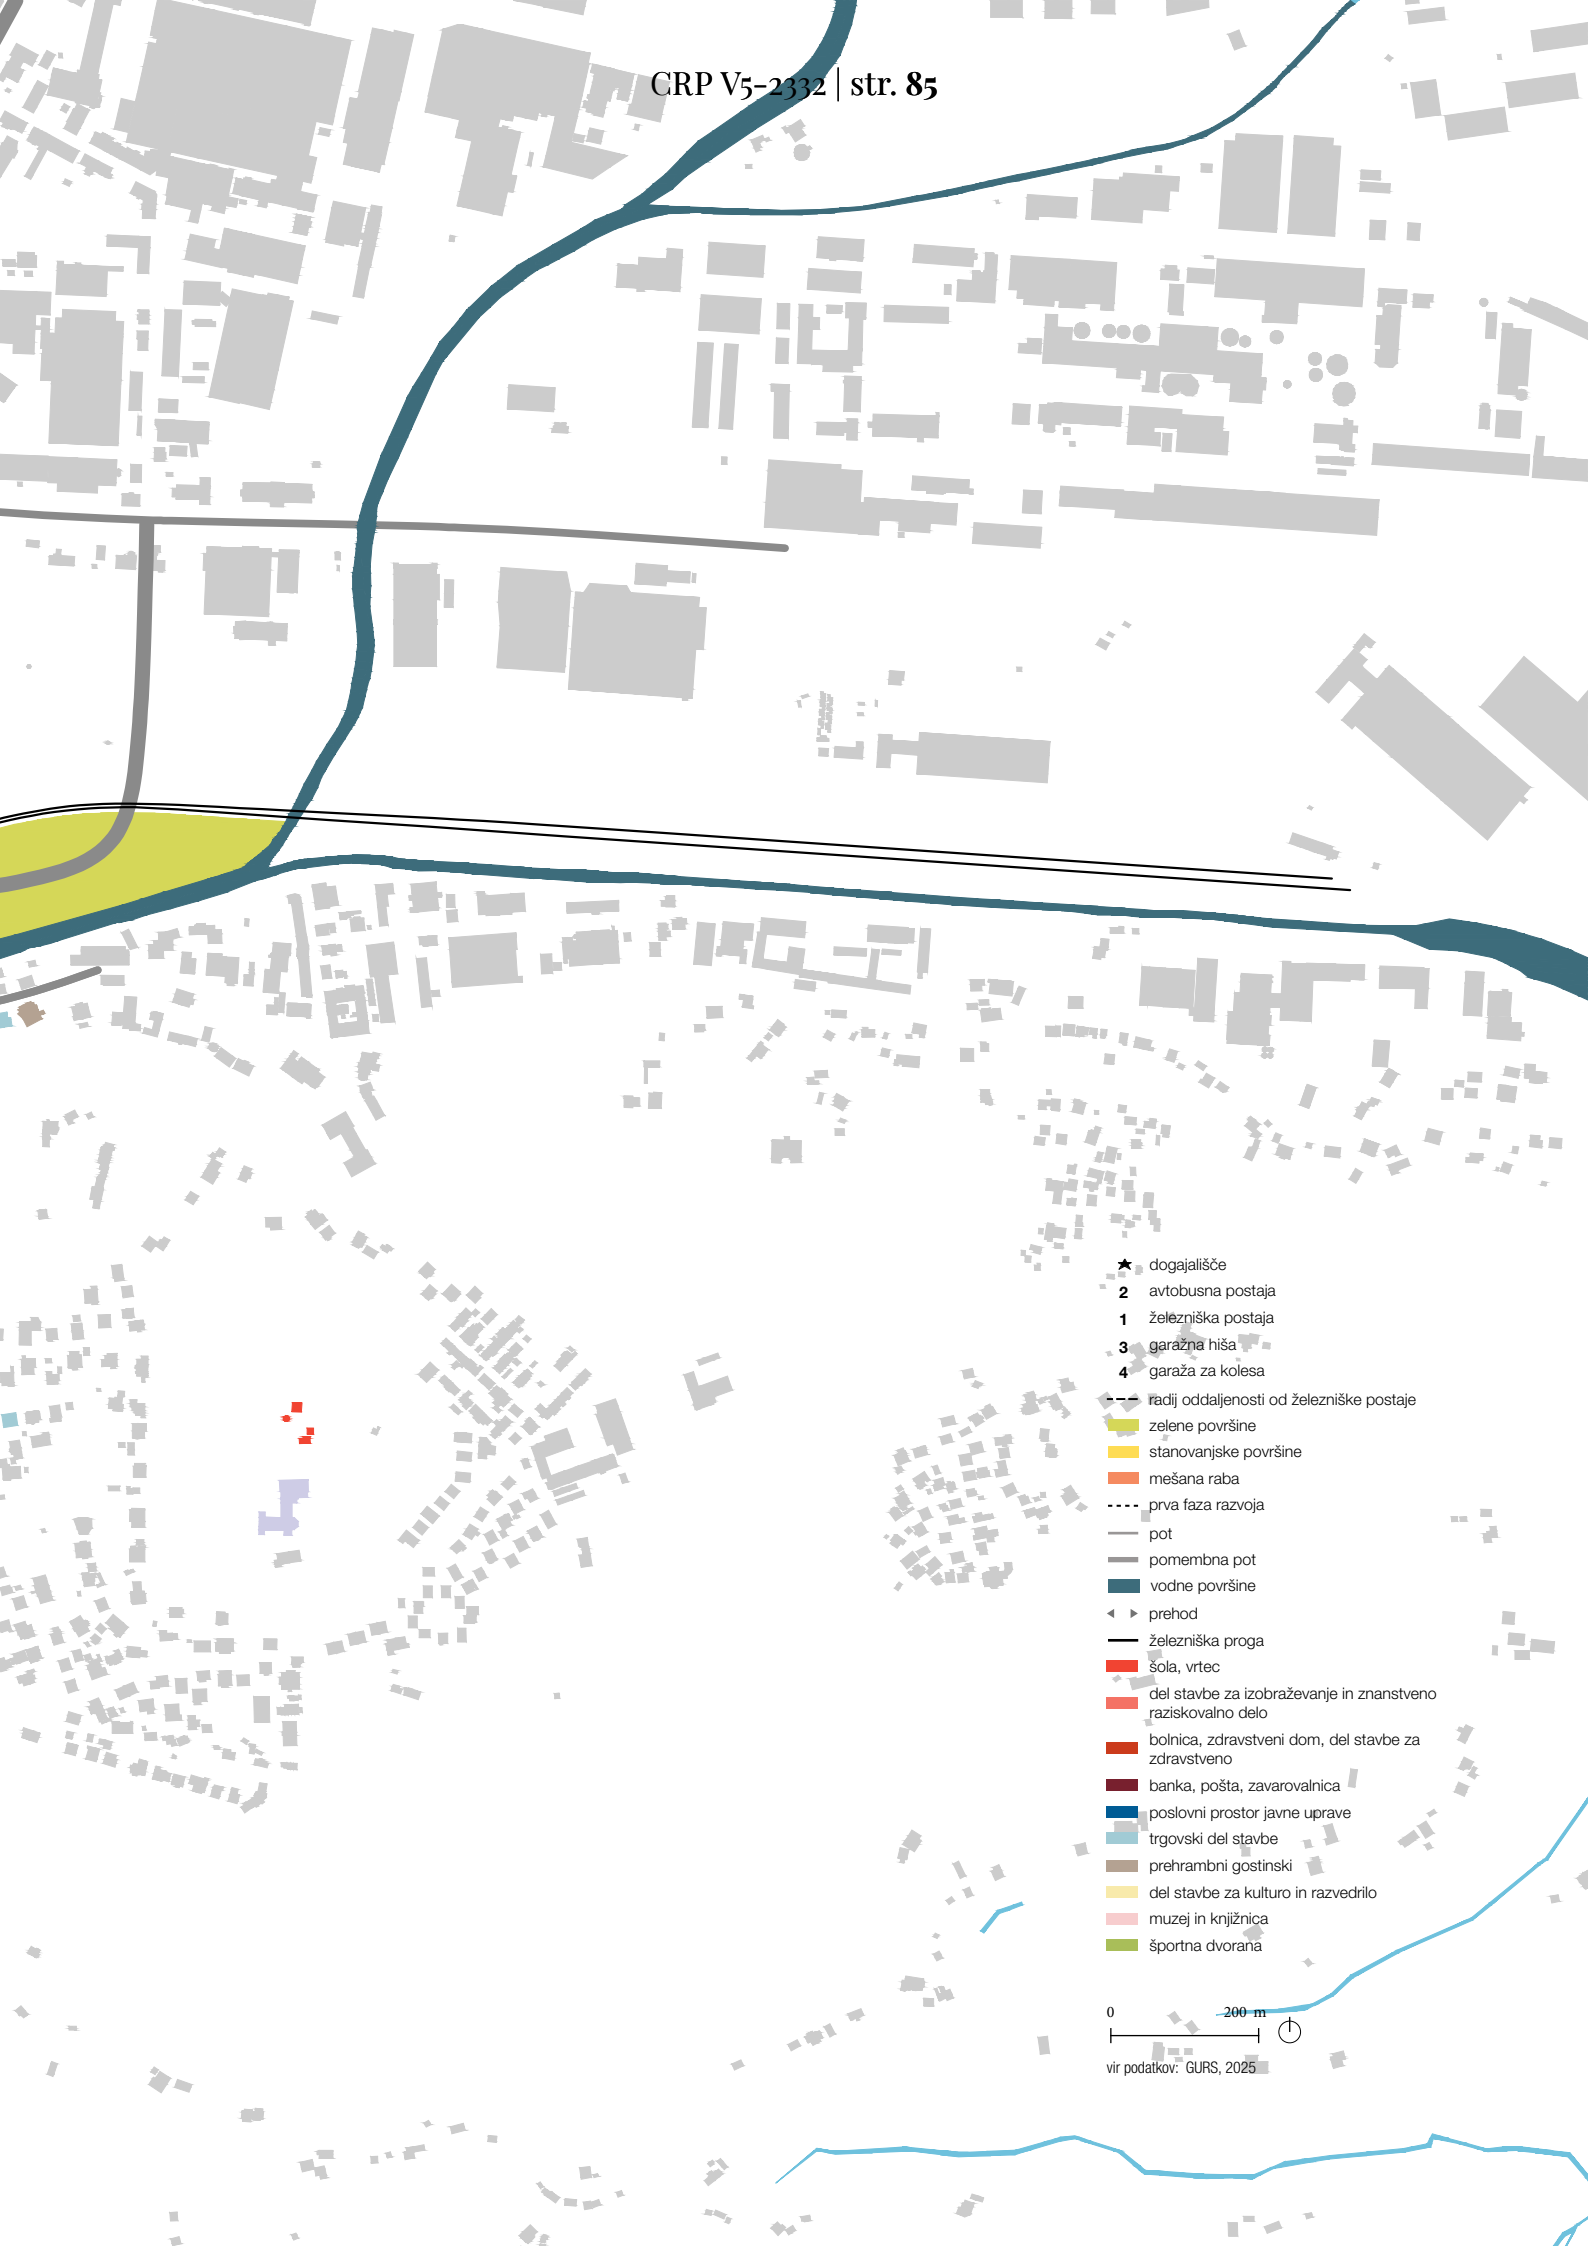 CRP V5-2332 | str. 85
dogajališče
2 avtobusna postaja
1 železniška postaja
3 garažna hiša
4 garaža za kolesa
radij oddaljenosti od železniške postaje
zelene površine
stanovanjske površine
mešana raba
prva faza razvoja
pot
pomembna pot
vodne površine
prehod
železniška proga
šola, vrtec
del stavbe za izobraževanje in znanstveno
raziskovalno delo
bolnica, zdravstveni dom, del stavbe za
zdravstveno
banka, pošta, zavarovalnica
poslovni prostor javne uprave
trgovski del stavbe
prehrambni gostinski
del stavbe za kulturo in razvedrilo
muzej in knjižnica
športna dvorana
0 200 m
vir podatkov: GURS, 2025